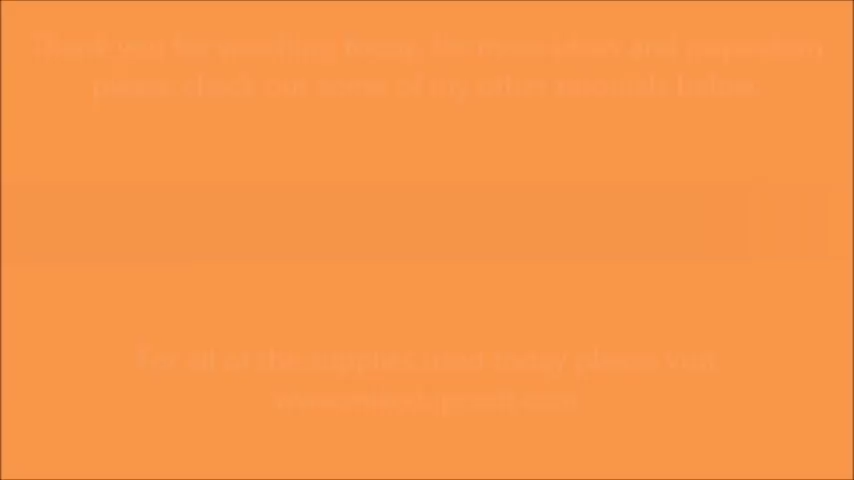 Thank you for watching today, for more ideas and inspiration
please check out some of my other tutorials below.
For all of the supplies used today please visit